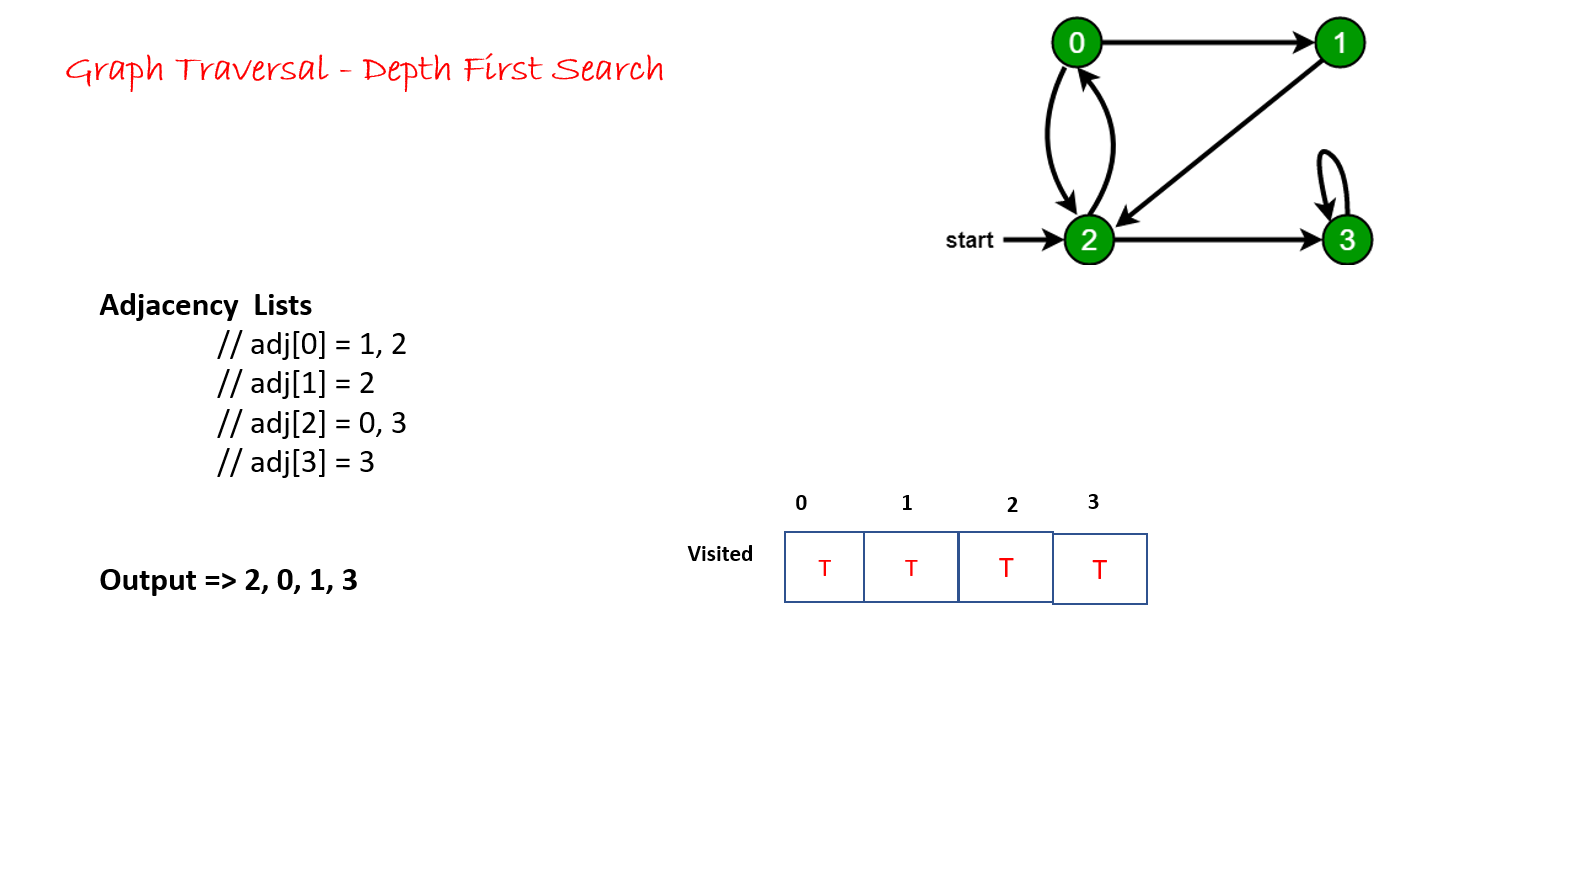 Graph Traversal - Depth First Search
0
1
start
2
3
Adjacency Lists
// adj[0] = 1, 2
// adj[1] = 2
// adj[2] = 0, 3
// adj[3] = 3
0 1 2 3
Visited T T T T
Output => 2, 0, 1, 3